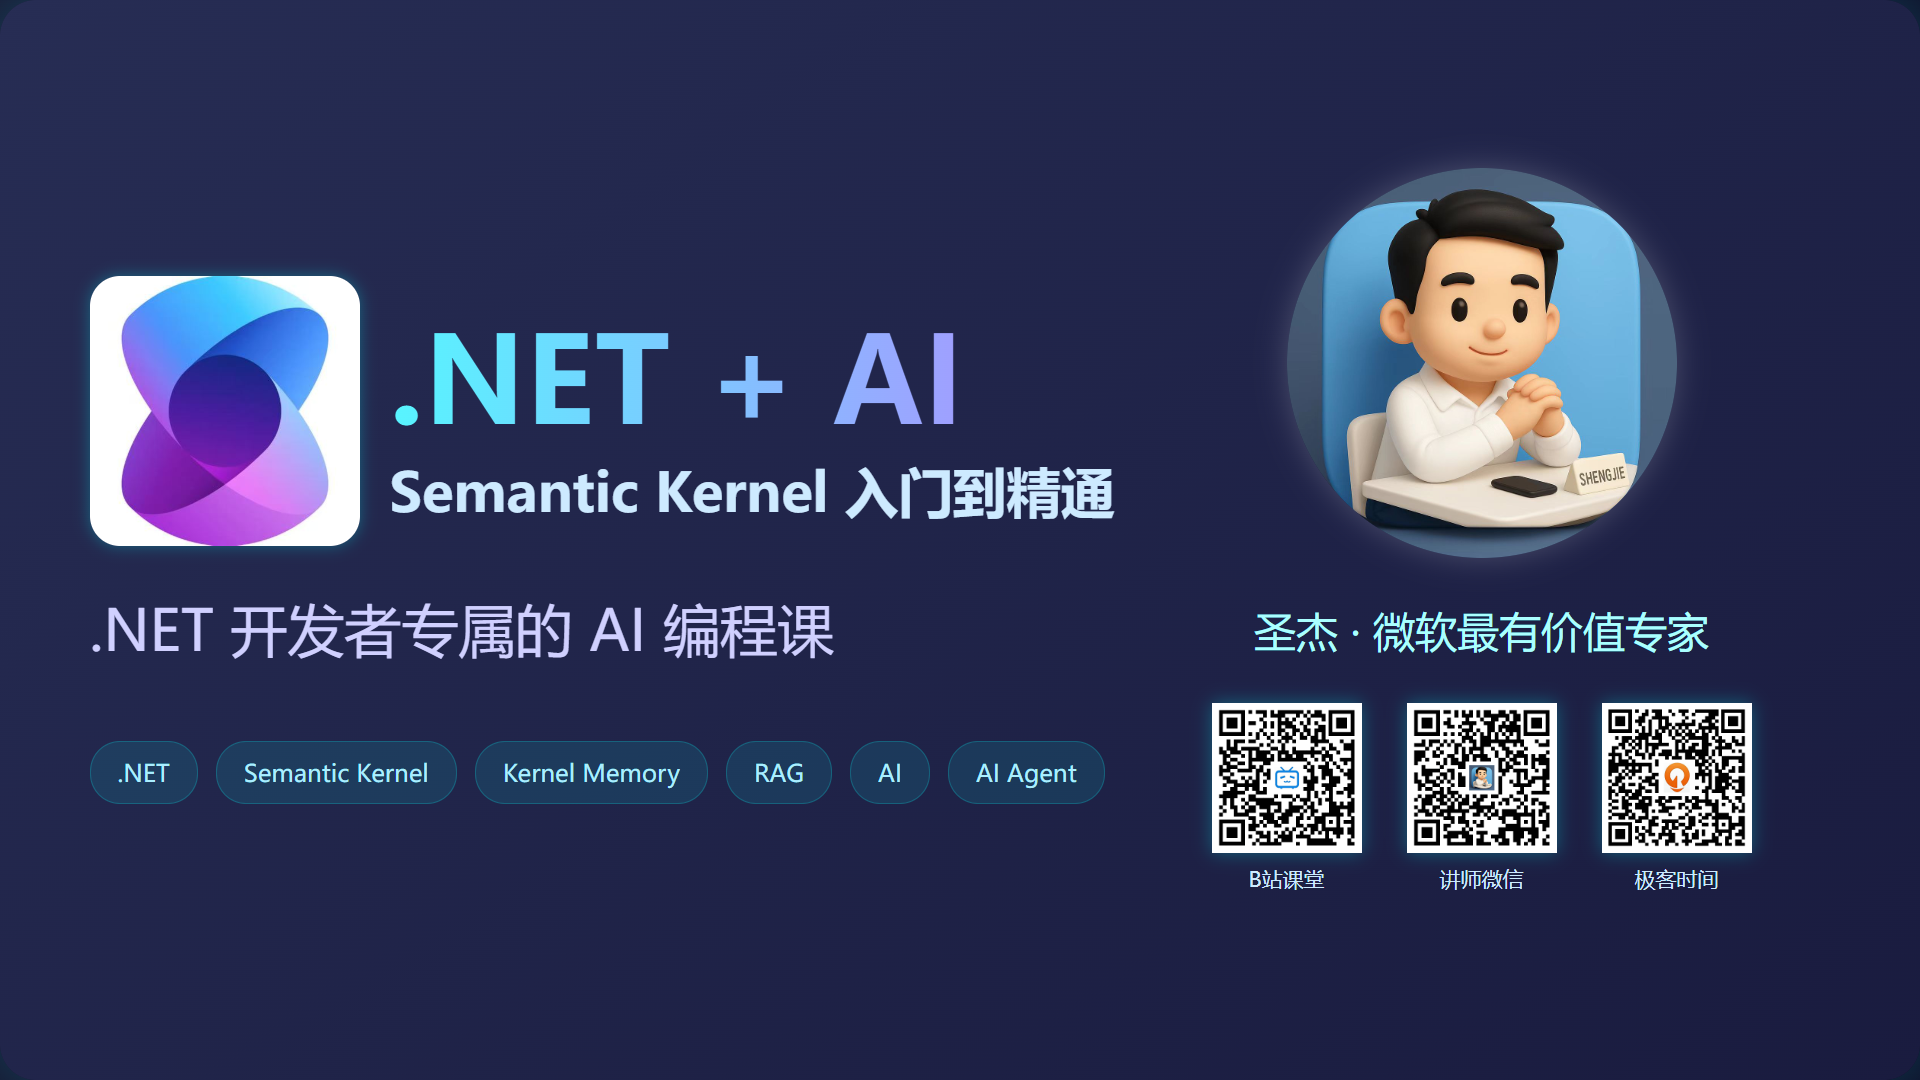 .NET + AI
Semantic Kernel 入门到精通
.NET 开发者专属的 AI 编程课
.NET
Semantic Kernel
Kernel Memory
RAG
AI
AI Agent
SHENGJIE
圣杰 · 微软最有价值专家
B站课堂
讲师微信
极客时间